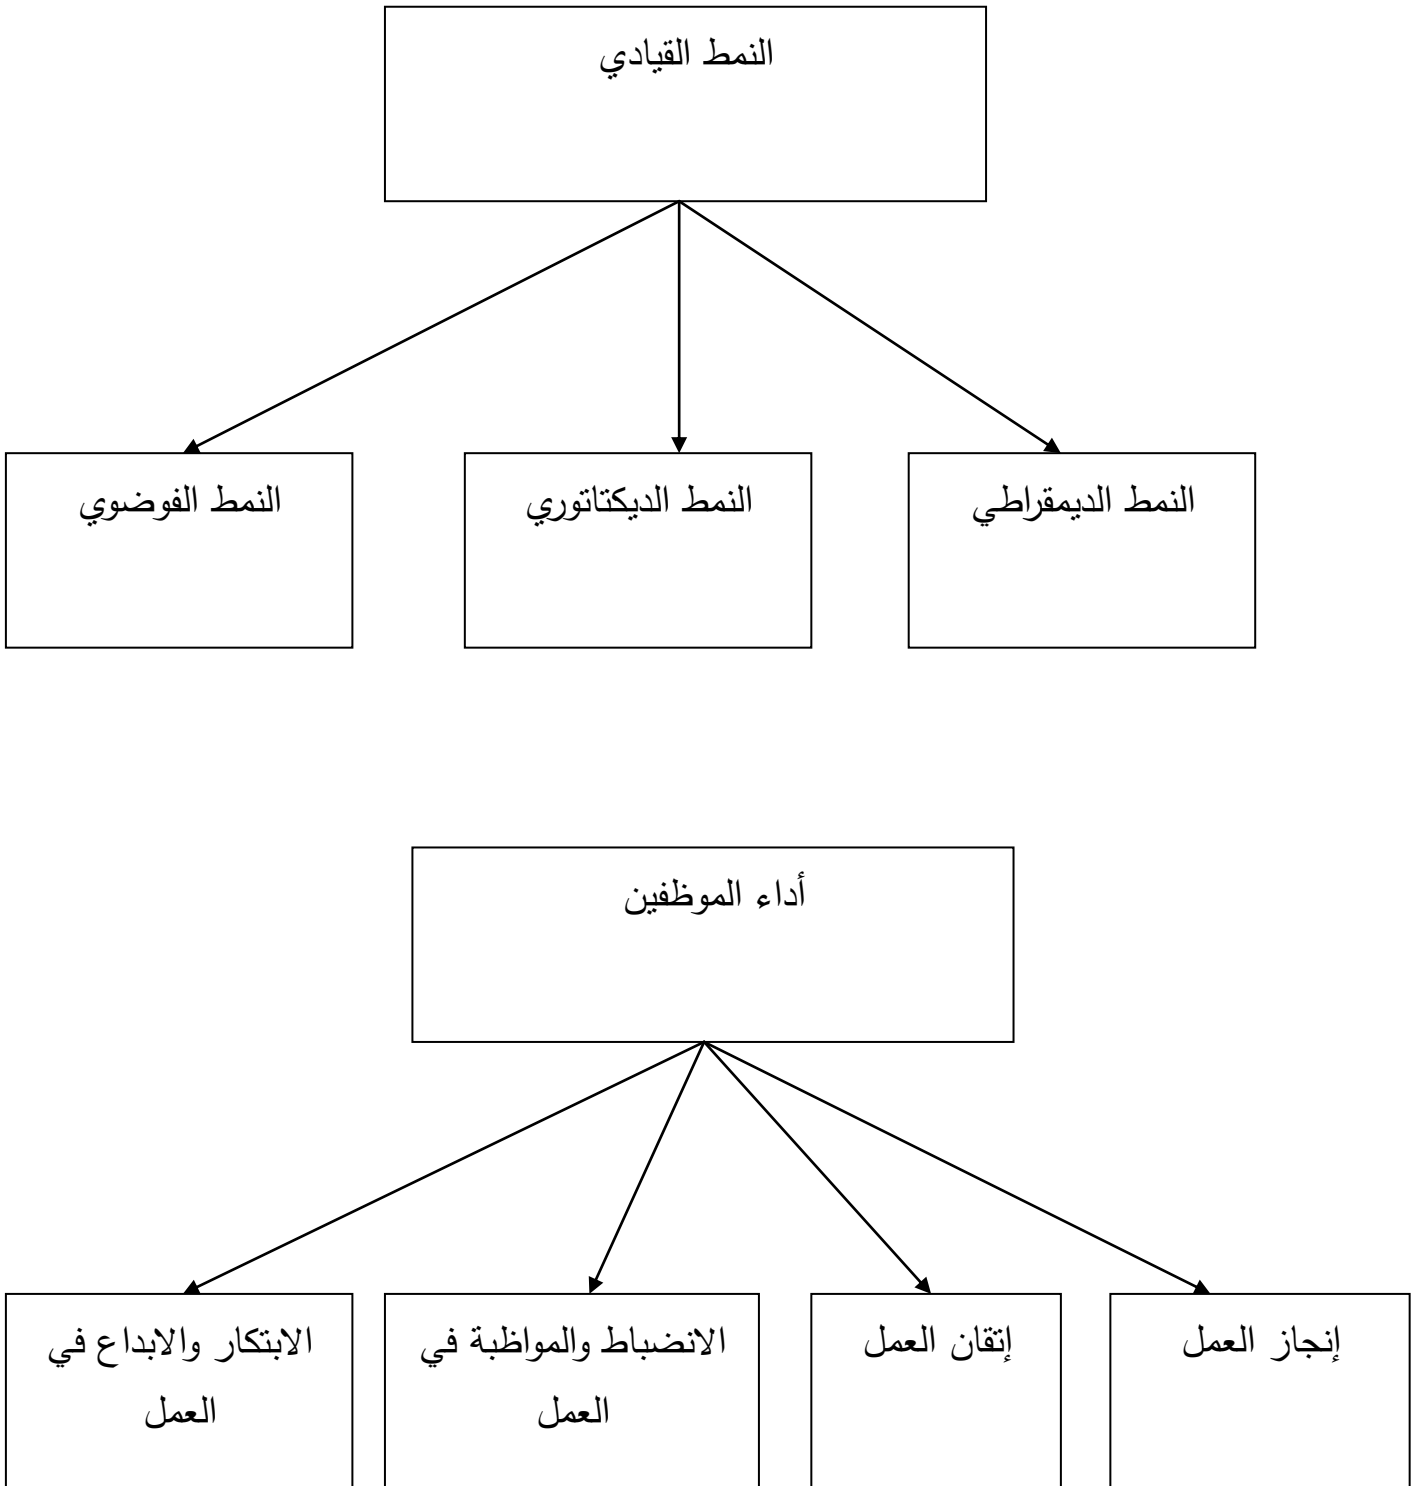 النمط القيادي
النمط الديمقراطي
النمط الديكتاتوري
النمط الفوضوي
أداء الموظفين
إنجاز العمل
إتقان العمل
الانضباط والمواظبة في
العمل
الابتكار والابداع في
العمل